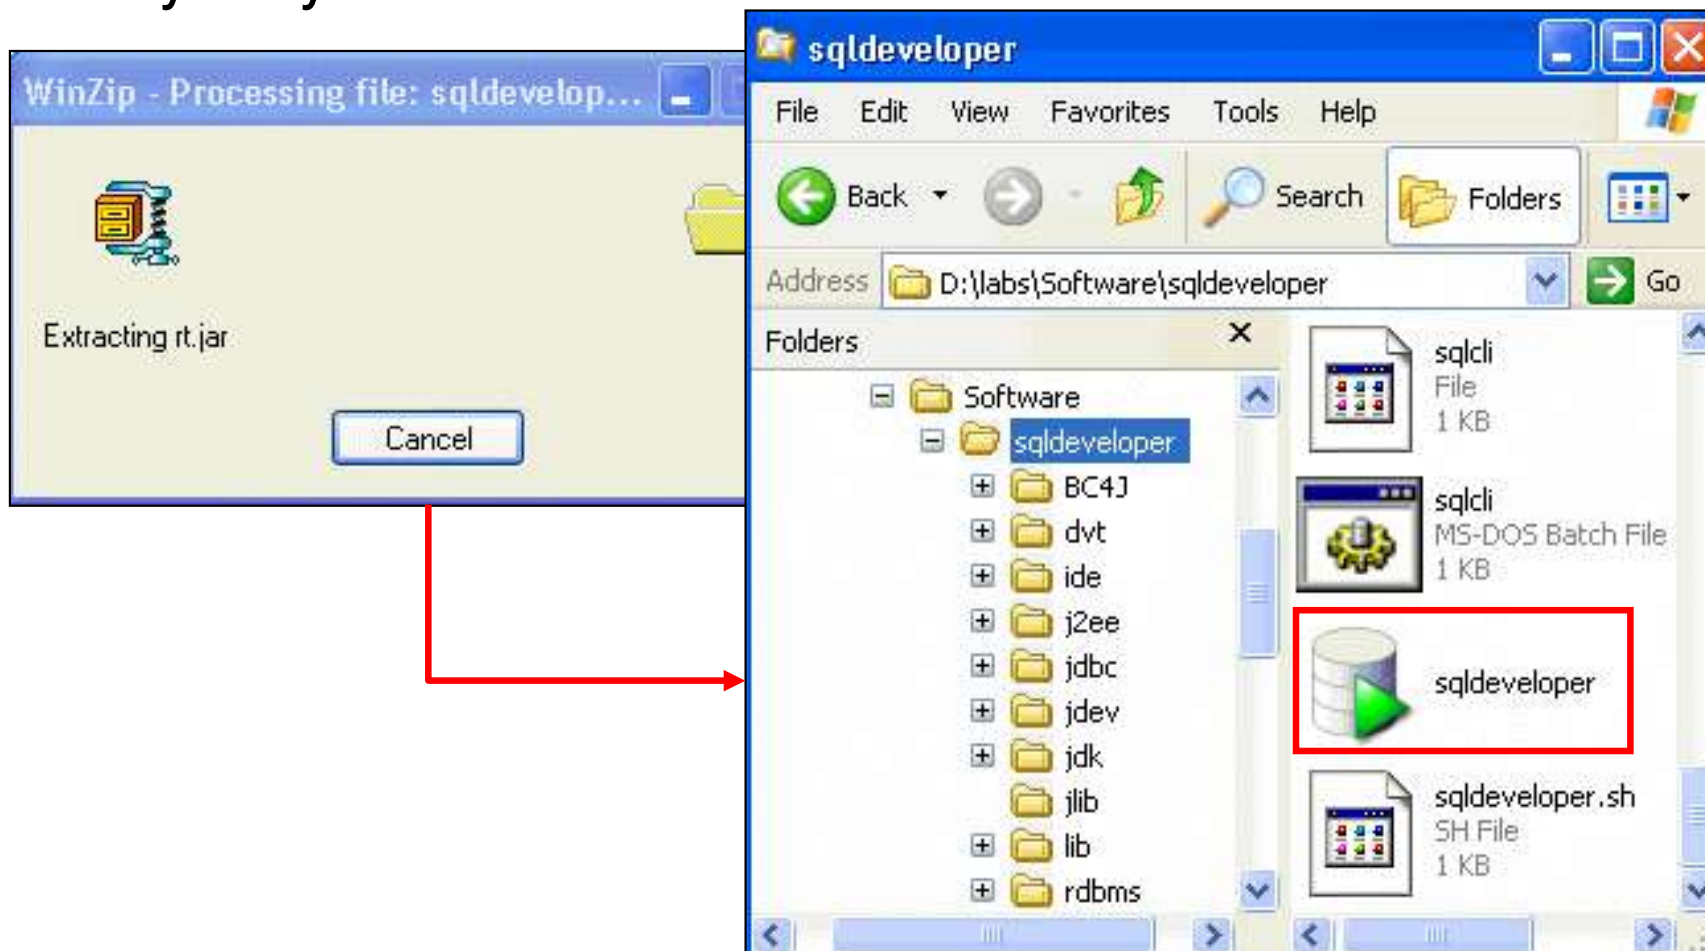 WinZip - Processing file: sqldevelop...
Extracting rt.jar
Cancel
sqldeveloper
File Edit View Favorites Tools Help
Back Search Folders
Address D:\labs\Software\sqldeveloper Go
Folders
Software
sqldeveloper
BC4J
dvt
ide
j2ee
jdbc
jdev
jdk
jlib
lib
rdbms
sqlcli
File
1 KB
sqlcli
MS-DOS Batch File
1 KB
sqldeveloper
sqldeveloper.sh
SH File
1 KB